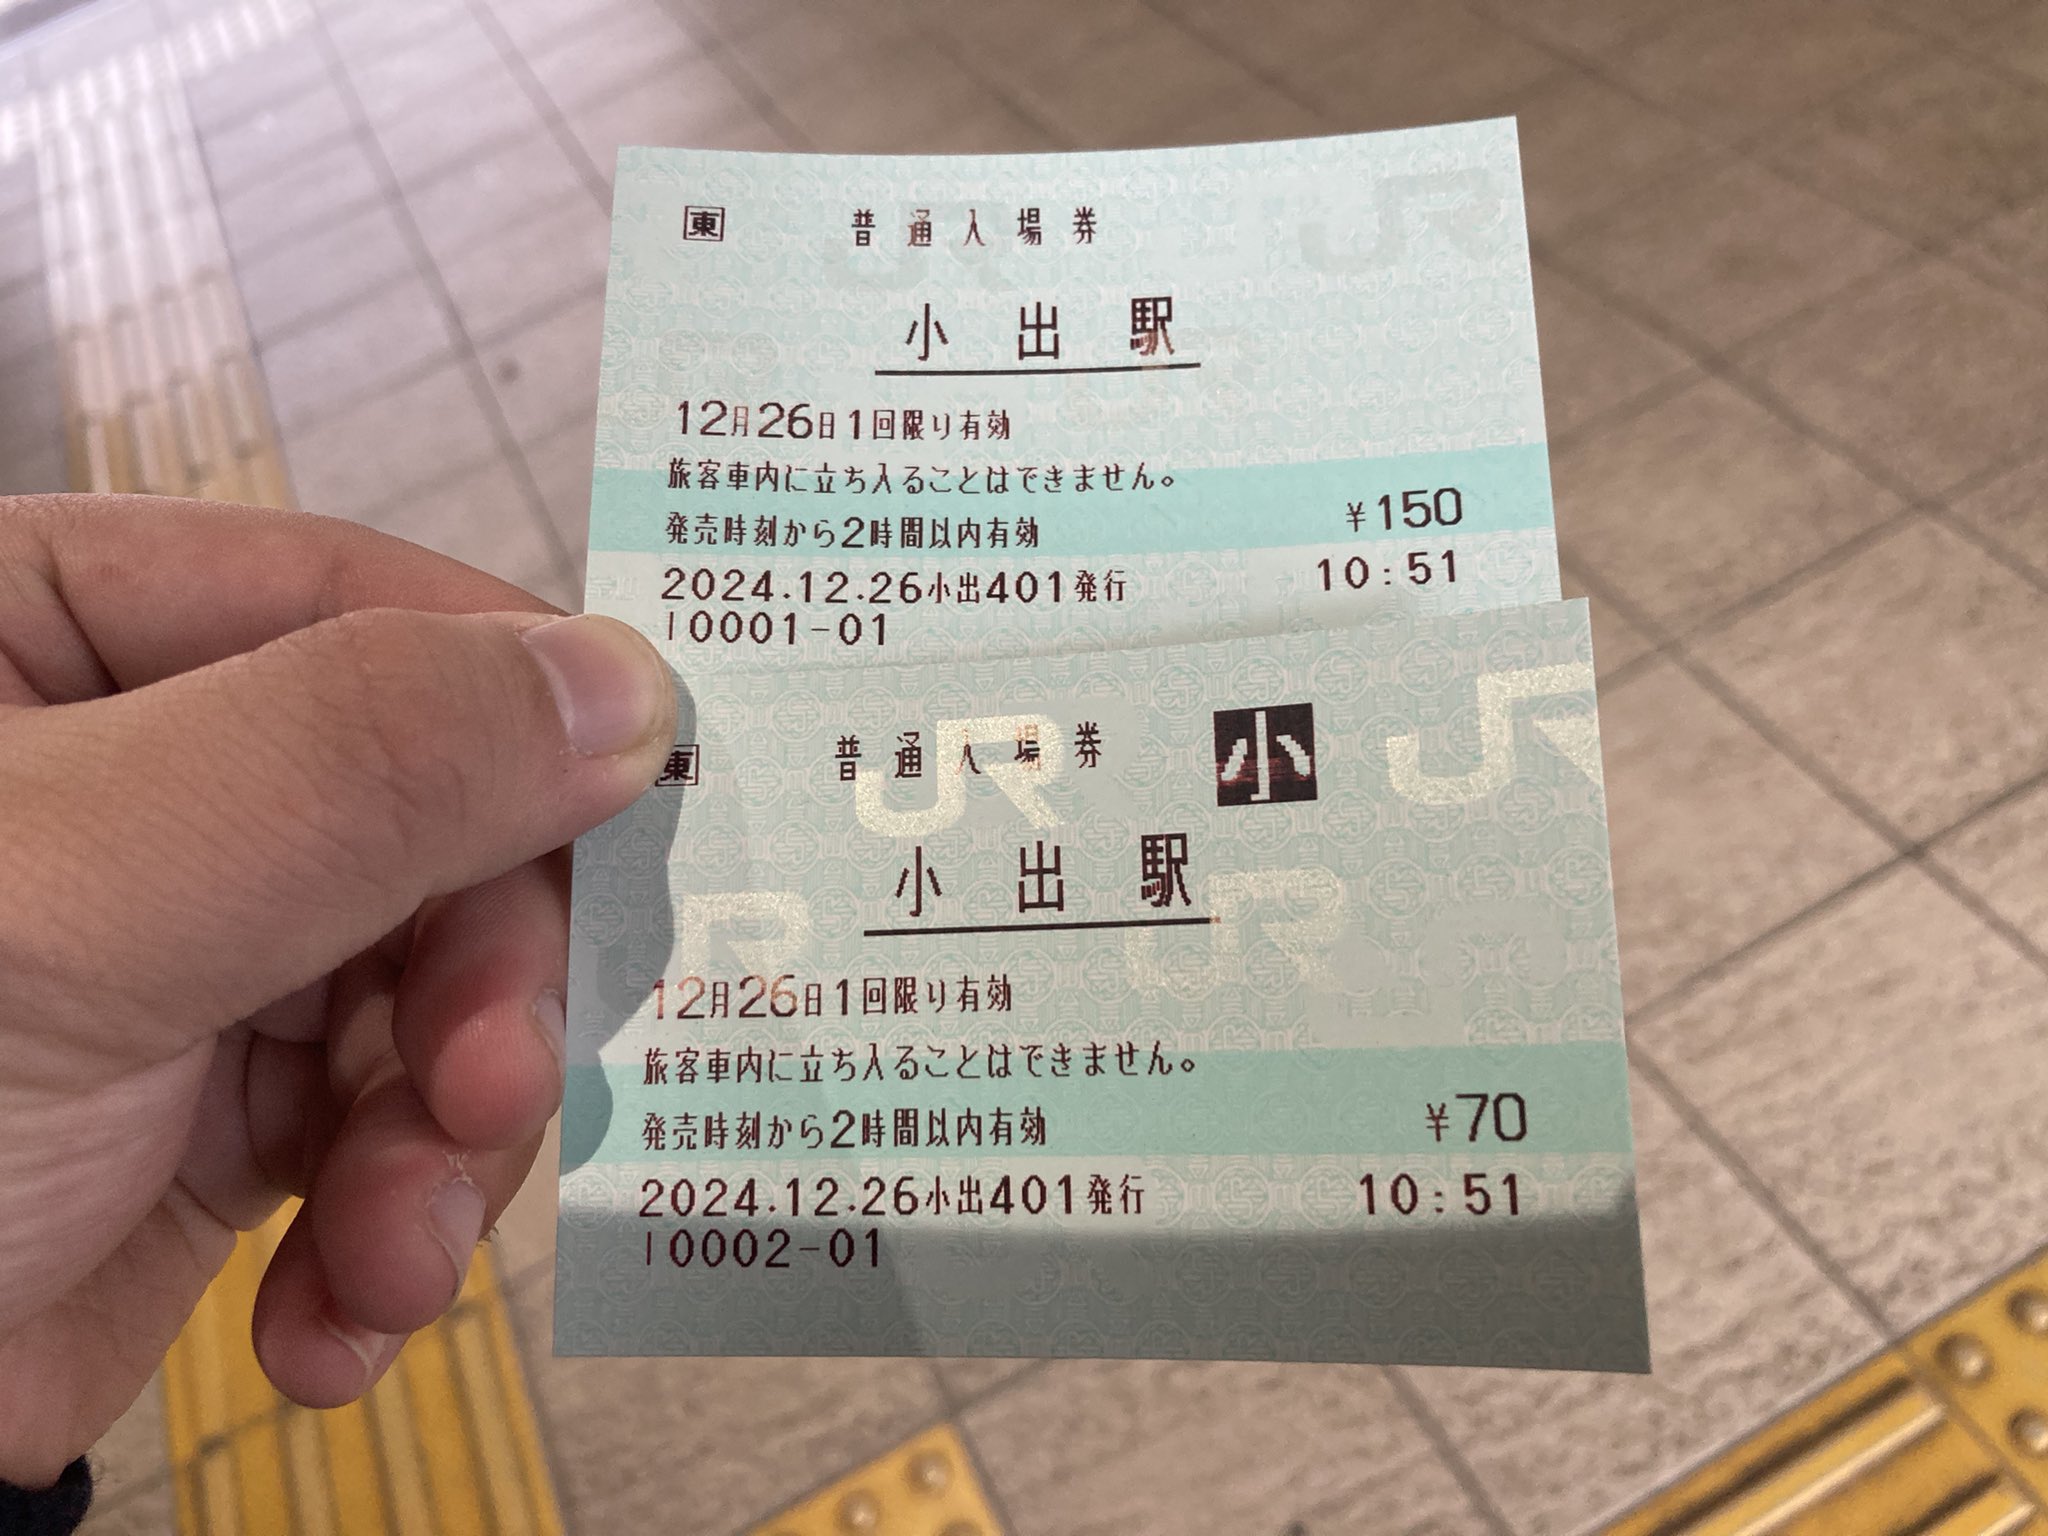 東 普通入場券
小出駅
12月26日1回限り有効
旅客車内に立ち入ることはできません。
発売時刻から2時間以内有効 ¥150
2024.12.26小出401発行 10:51
10001-01
東 普通入場券 小
小出駅
12月26日1回限り有効
旅客車内に立ち入ることはできません。
発売時刻から2時間以内有効 ¥70
2024.12.26小出401発行 10:51
10002-01
JR
JR
JR
JR